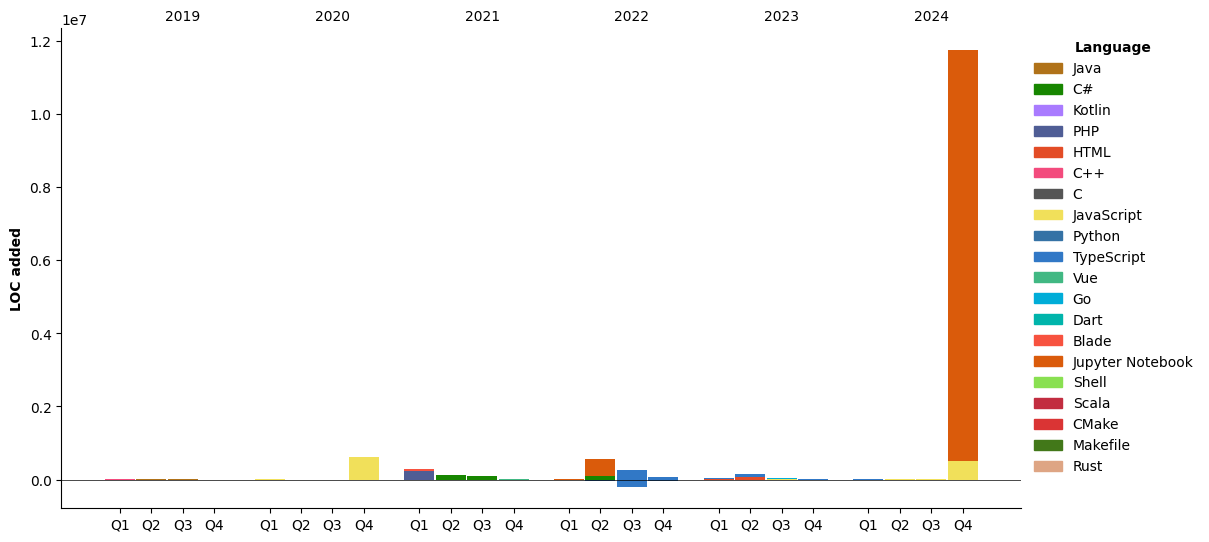 1e7
2019 2020 2021 2022 2023 2024
1.2
1.0
0.8
0.6
0.4
0.2
0.0
LOC added
Q1 Q2 Q3 Q4 Q1 Q2 Q3 Q4 Q1 Q2 Q3 Q4 Q1 Q2 Q3 Q4 Q1 Q2 Q3 Q4 Q1 Q2 Q3 Q4
Language
Java
C#
Kotlin
PHP
HTML
C++
C
JavaScript
Python
TypeScript
Vue
Go
Dart
Blade
Jupyter Notebook
Shell
Scala
CMake
Makefile
Rust